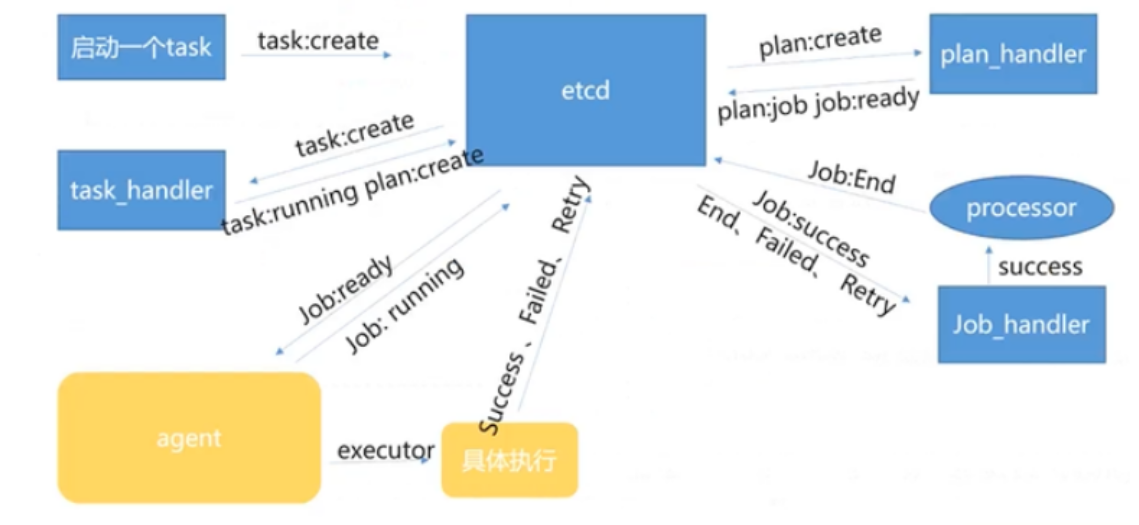 启动一个task
task:create
etcd
plan:create
plan_handler
plan:job job:ready
task:create
task_handler
task:running plan:create
Job:End
processor
Job:success
End、Failed、 Retry
success
Job_handler
Job:ready
Job: running
Success 、Failed、 Retry
agent
executor
具体执行